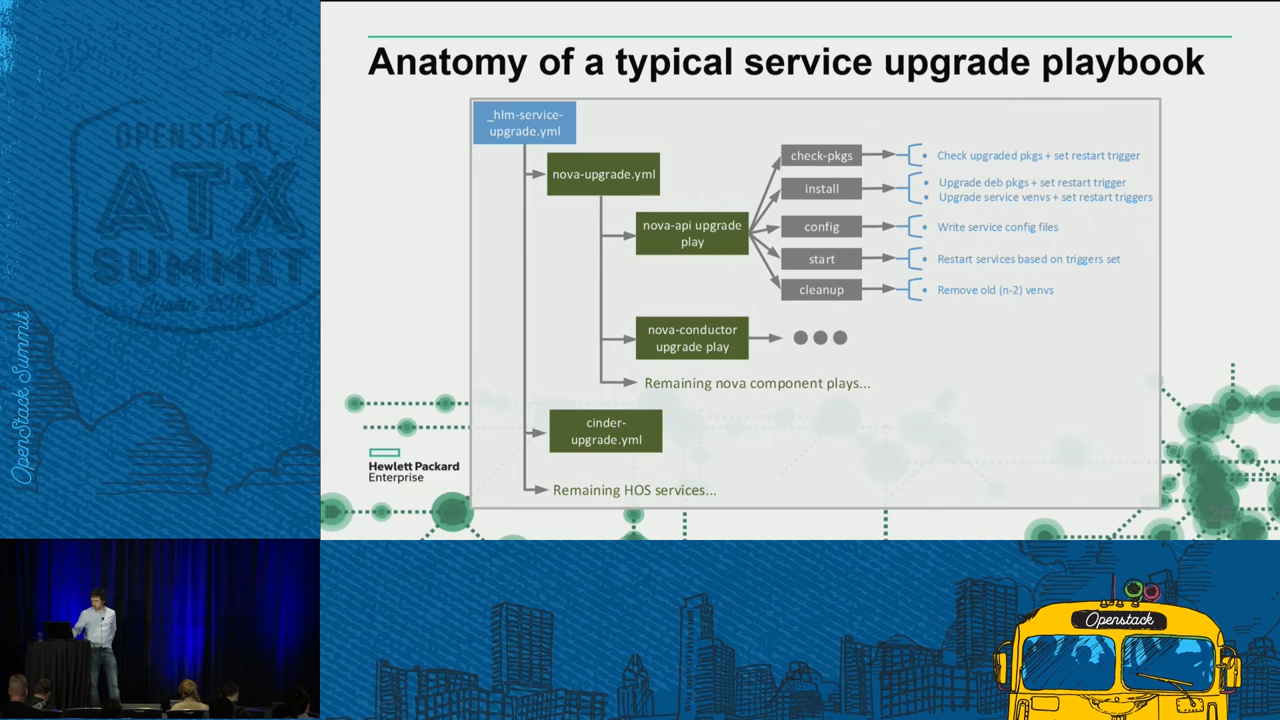 OPENSTACK
ATX
SUMMIT
OpenStack Summit
Anatomy of a typical service upgrade playbook
_hlm-service-
upgrade.yml
nova-upgrade.yml
nova-api upgrade
play
check-pkgs
install
config
start
cleanup
• Check upgraded pkgs + set restart trigger
• Upgrade deb pkgs + set restart trigger
• Upgrade service venvs + set restart triggers
• Write service config files
• Restart services based on triggers set
• Remove old (n-2) venvs
nova-conductor
upgrade play
Remaining nova component plays...
cinder-
upgrade.yml
Remaining HOS services...
Hewlett Packard
Enterprise
Openstack